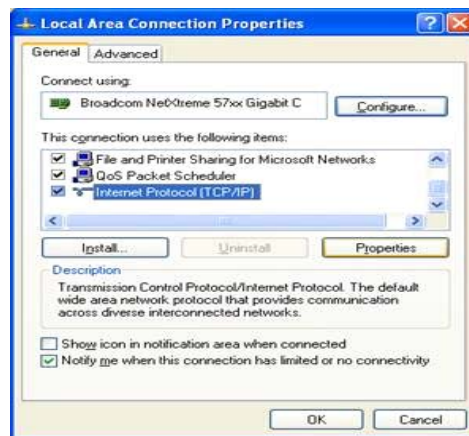 Local Area Connection Properties
General Advanced
Connect using:
Broadcom NetXtreme 57xx Gigabit C
Configure...
This connection uses the following items:
File and Printer Sharing for Microsoft Networks
QoS Packet Scheduler
Internet Protocol (TCP/IP)
Install... Uninstall Properties
Description
Transmission Control Protocol/Internet Protocol. The default
wide area network protocol that provides communication
across diverse interconnected networks.
Show icon in notification area when connected
Notify me when this connection has limited or no connectivity
OK Cancel